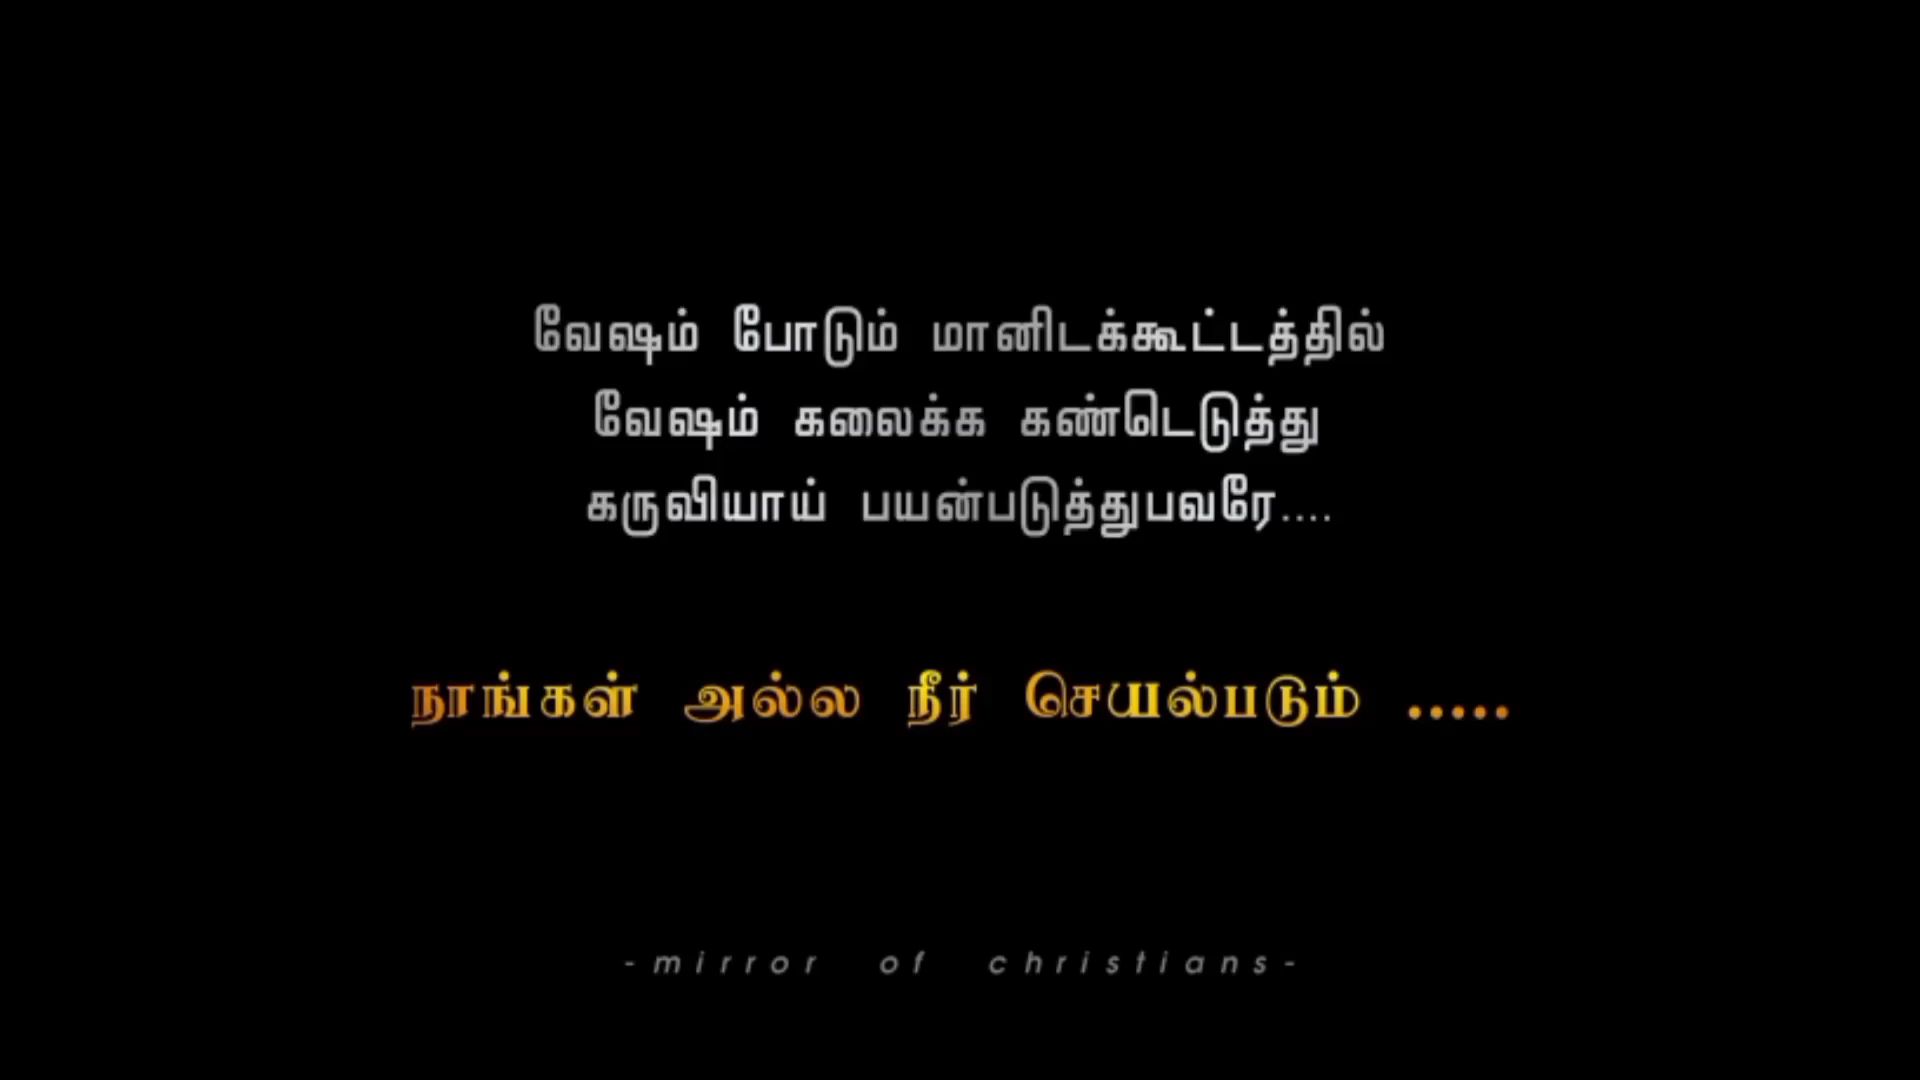 வேஷம் போடும் மானிடக்கூட்டத்தில்
வேஷம் கலைக்க கண்டெடுத்து
கருவியாய் பயன்படுத்துபவரே....
நாங்கள் அல்ல நீர் செயல்படும் .....
-mirror of christians-